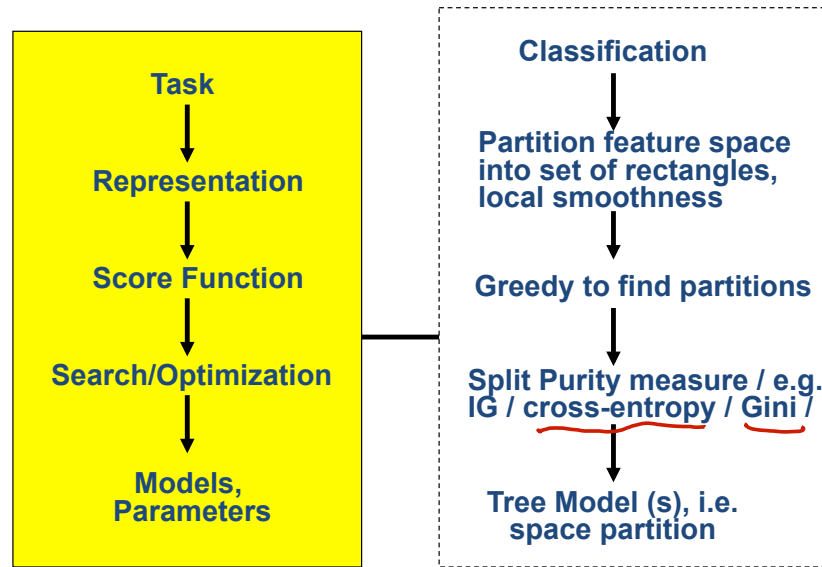 Task
Representation
Score Function
Search/Optimization
Models,
Parameters
Classification
Partition feature space
into set of rectangles,
local smoothness
Greedy to find partitions
Split Purity measure / e.g.
IG / cross-entropy / Gini /
Tree Model (s), i.e.
space partition